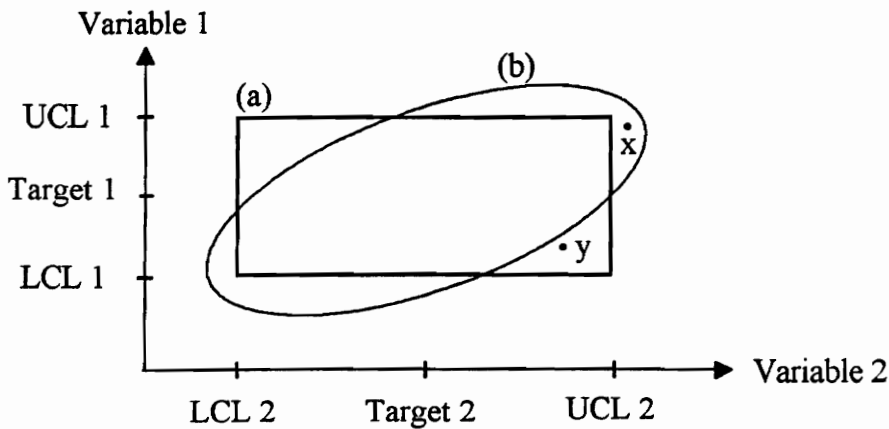 Variable 1
(b)
(a)
UCL 1
x
Target 1
y
LCL 1
Variable 2
LCL 2 Target 2 UCL 2